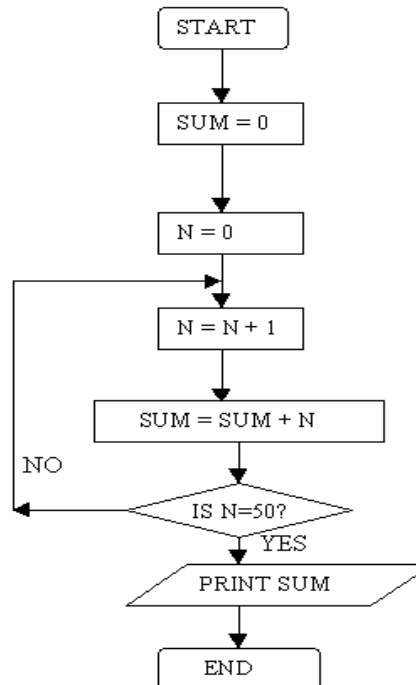 START
SUM = 0
N = 0
N = N + 1
SUM = SUM + N
NO
IS N=50?
YES
PRINT SUM
END